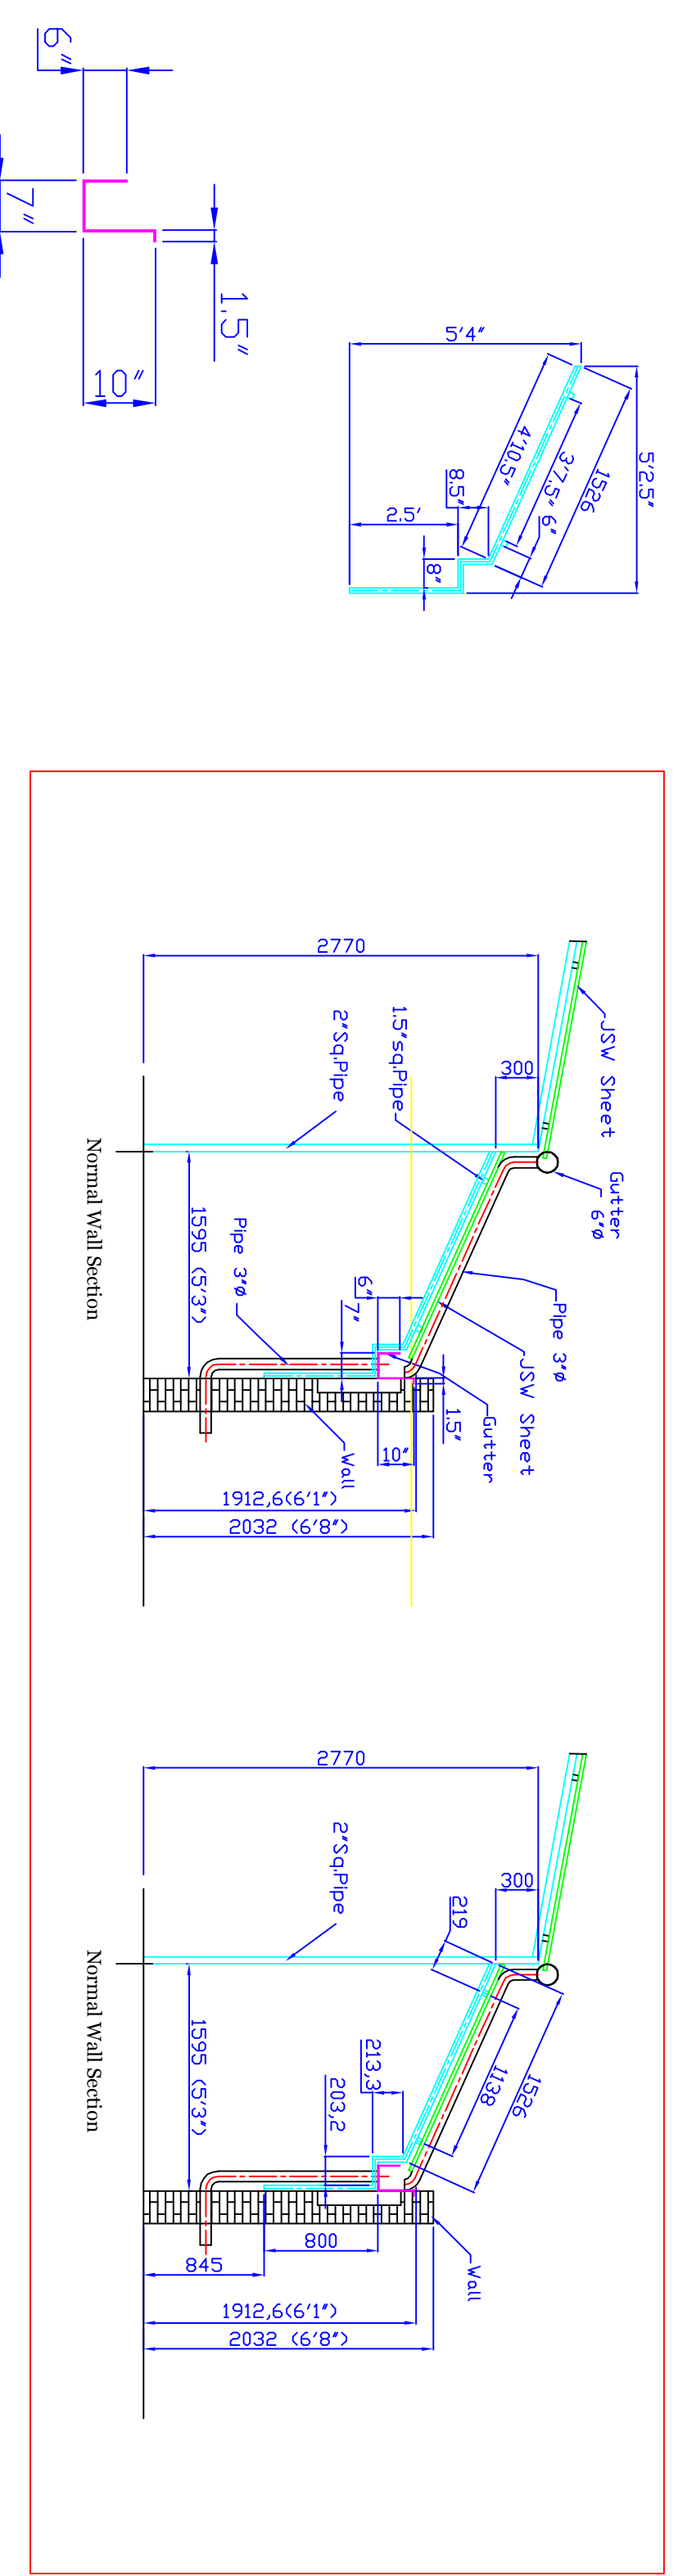 6"
7"
1.5"
10"
5'4"
5'2.5"
4'10.5"
3'7.5"
6"
1526
8.5"
2.5'
8"
2770
300
JSW Sheet
1.5"sq.Pipe
2"Sq.Pipe
Gutter
6"ø
Pipe 3"ø
JSW Sheet
Gutter
Pipe 3"ø
1595 (5'3")
6"
7"
1.5"
10"
Wall
1912,6(6'1")
2032 (6'8")
Normal Wall Section
2770
300
2"Sq.Pipe
219
1526
1138
213,3
203,2
1595 (5'3")
800
845
Wall
1912,6(6'1")
2032 (6'8")
Normal Wall Section